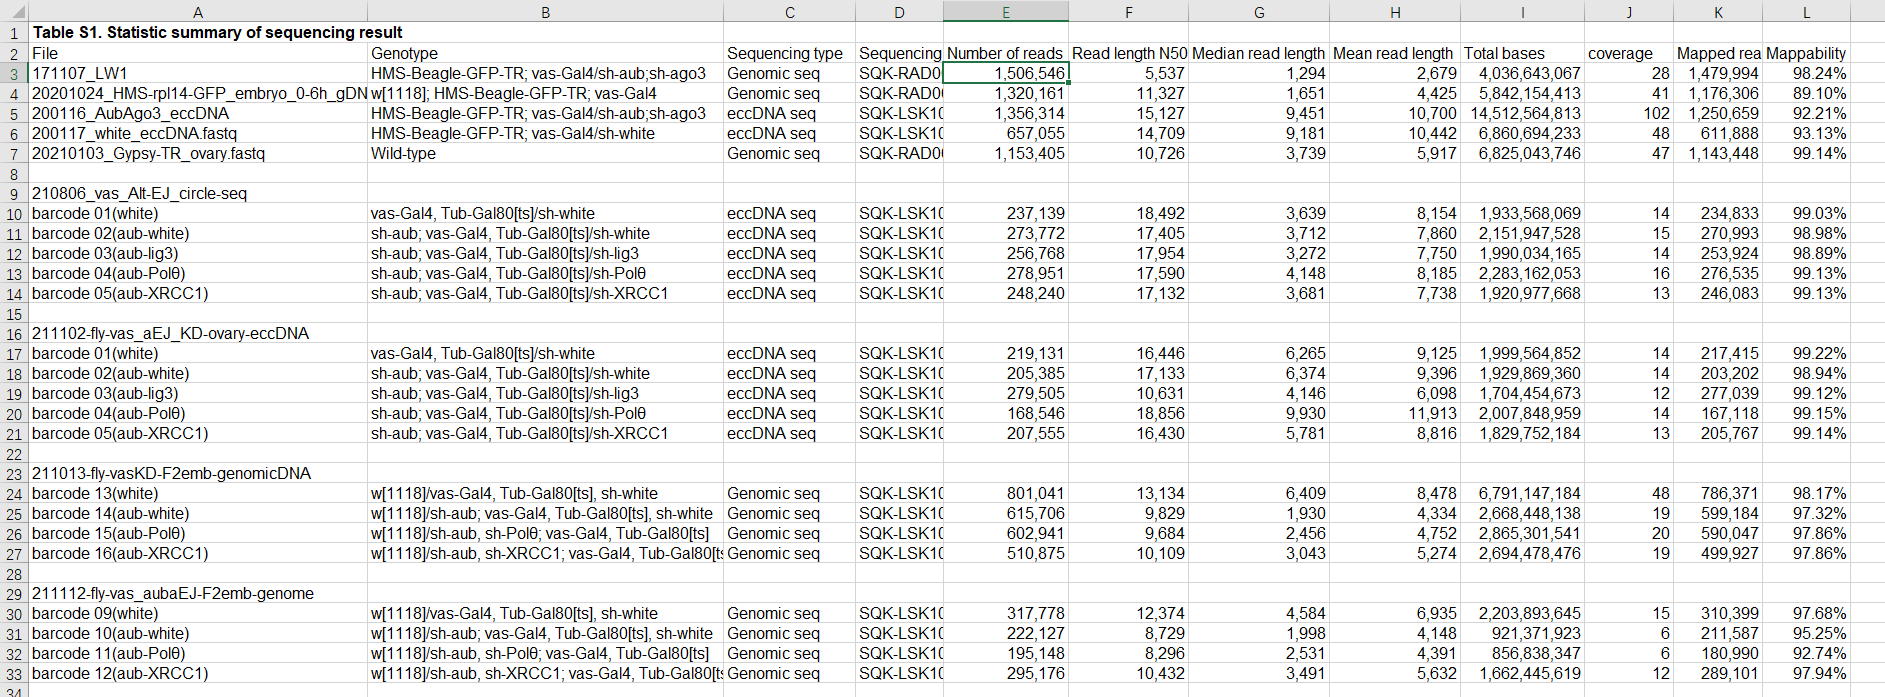 A B C D E F G H I J K L
1 Table S1. Statistic summary of sequencing result
2 File Genotype Sequencing type Sequencing Number of reads Read length N50 Median read length Mean read length Total bases coverage Mapped rea Mappability
3 171107_LW1 HMS-Beagle-GFP-TR; vas-Gal4/sh-aub;sh-ago3 Genomic seq SQK-RAD0 1,506,546 5,537 1,294 2,679 4,036,643,067 28 1,479,994 98.24%
4 20201024_HMS-rpl14-GFP_embryo_0-6h_gDN w[1118]; HMS-Beagle-GFP-TR; vas-Gal4 Genomic seq SQK-RAD0 1,320,161 11,327 1,651 4,425 5,842,154,413 41 1,176,306 89.10%
5 200116_AubAgo3_eccDNA HMS-Beagle-GFP-TR; vas-Gal4/sh-aub;sh-ago3 eccDNA seq SQK-LSK10 1,356,314 15,127 9,451 10,700 14,512,564,813 102 1,250,659 92.21%
6 200117_white_eccDNA.fastq HMS-Beagle-GFP-TR; vas-Gal4/sh-white eccDNA seq SQK-LSK10 657,055 14,709 9,181 10,442 6,860,694,233 48 611,888 93.13%
7 20210103_Gypsy-TR_ovary.fastq Wild-type Genomic seq SQK-RAD0 1,153,405 10,726 3,739 5,917 6,825,043,746 47 1,143,448 99.14%
8
9 210806_vas_Alt-EJ_circle-seq
10 barcode 01(white) vas-Gal4, Tub-Gal80[ts]/sh-white eccDNA seq SQK-LSK10 237,139 18,492 3,639 8,154 1,933,568,069 14 234,833 99.03%
11 barcode 02(aub-white) sh-aub; vas-Gal4, Tub-Gal80[ts]/sh-white eccDNA seq SQK-LSK10 273,772 17,405 3,712 7,860 2,151,947,528 15 270,993 98.98%
12 barcode 03(aub-lig3) sh-aub; vas-Gal4, Tub-Gal80[ts]/sh-lig3 eccDNA seq SQK-LSK10 256,768 17,954 3,272 7,750 1,990,034,165 14 253,924 98.89%
13 barcode 04(aub-Polθ) sh-aub; vas-Gal4, Tub-Gal80[ts]/sh-Polθ eccDNA seq SQK-LSK10 278,951 17,590 4,148 8,185 2,283,162,053 16 276,535 99.13%
14 barcode 05(aub-XRCC1) sh-aub; vas-Gal4, Tub-Gal80[ts]/sh-XRCC1 eccDNA seq SQK-LSK10 248,240 17,132 3,681 7,738 1,920,977,668 13 246,083 99.13%
15
16 211102-fly-vas_aEJ_KD-ovary-eccDNA
17 barcode 01(white) vas-Gal4, Tub-Gal80[ts]/sh-white eccDNA seq SQK-LSK10 219,131 16,446 6,265 9,125 1,999,564,852 14 217,415 99.22%
18 barcode 02(aub-white) sh-aub; vas-Gal4, Tub-Gal80[ts]/sh-white eccDNA seq SQK-LSK10 205,385 17,133 6,374 9,396 1,929,869,360 14 203,202 98.94%
19 barcode 03(aub-lig3) sh-aub; vas-Gal4, Tub-Gal80[ts]/sh-lig3 eccDNA seq SQK-LSK10 279,505 10,631 4,146 6,098 1,704,454,673 12 277,039 99.12%
20 barcode 04(aub-Polθ) sh-aub; vas-Gal4, Tub-Gal80[ts]/sh-Polθ eccDNA seq SQK-LSK10 168,546 18,856 9,930 11,913 2,007,848,959 14 167,118 99.15%
21 barcode 05(aub-XRCC1) sh-aub; vas-Gal4, Tub-Gal80[ts]/sh-XRCC1 eccDNA seq SQK-LSK10 207,555 16,430 5,781 8,816 1,829,752,184 13 205,767 99.14%
22
23 211013-fly-vasKD-F2emb-genomicDNA
24 barcode 13(white) w[1118]/vas-Gal4, Tub-Gal80[ts], sh-white Genomic seq SQK-LSK10 801,041 13,134 6,409 8,478 6,791,147,184 48 786,371 98.17%
25 barcode 14(aub-white) w[1118]/sh-aub; vas-Gal4, Tub-Gal80[ts], sh-white Genomic seq SQK-LSK10 615,706 9,829 1,930 4,334 2,668,448,138 19 599,184 97.32%
26 barcode 15(aub-Polθ) w[1118]/sh-aub, sh-Polθ; vas-Gal4, Tub-Gal80[ts] Genomic seq SQK-LSK10 602,941 9,684 2,456 4,752 2,865,301,541 20 590,047 97.86%
27 barcode 16(aub-XRCC1) w[1118]/sh-aub, sh-XRCC1; vas-Gal4, Tub-Gal80[ts Genomic seq SQK-LSK10 510,875 10,109 3,043 5,274 2,694,478,476 19 499,927 97.86%
28
29 211112-fly-vas_aubaEJ-F2emb-genome
30 barcode 09(white) w[1118]/vas-Gal4, Tub-Gal80[ts], sh-white Genomic seq SQK-LSK10 317,778 12,374 4,584 6,935 2,203,893,645 15 310,399 97.68%
31 barcode 10(aub-white) w[1118]/sh-aub; vas-Gal4, Tub-Gal80[ts], sh-white Genomic seq SQK-LSK10 222,127 8,729 1,998 4,148 921,371,923 6 211,587 95.25%
32 barcode 11(aub-Polθ) w[1118]/sh-aub, sh-Polθ; vas-Gal4, Tub-Gal80[ts] Genomic seq SQK-LSK10 195,148 8,296 2,531 4,391 856,838,347 6 180,990 92.74%
33 barcode 12(aub-XRCC1) w[1118]/sh-aub, sh-XRCC1; vas-Gal4, Tub-Gal80[ts Genomic seq SQK-LSK10 295,176 10,432 3,491 5,632 1,662,445,619 12 289,101 97.94%
34